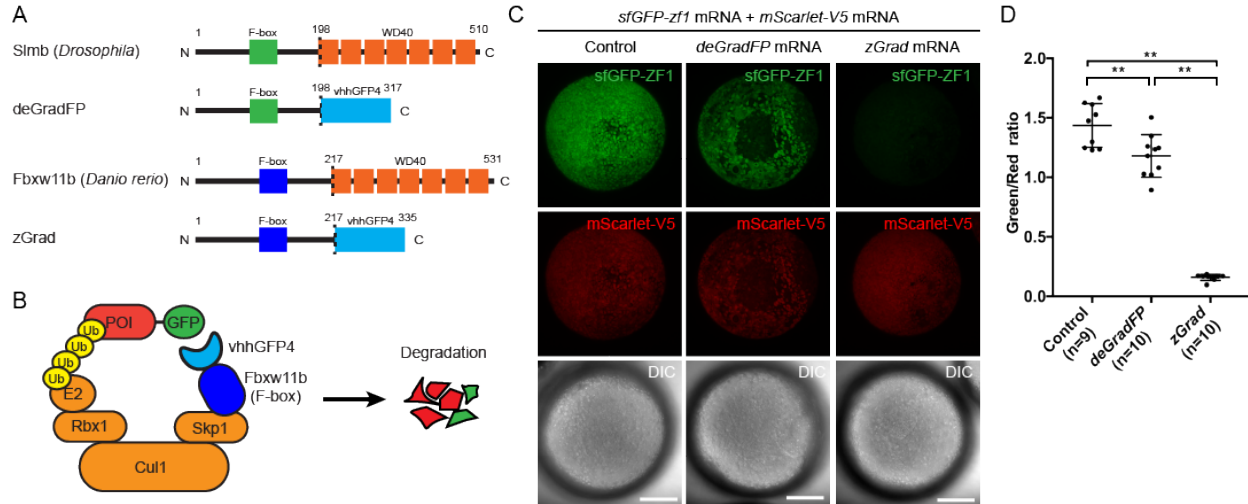 A
1
F-box
198
WD40
510
Slmb (Drosophila)
N
C
1
F-box
198
vhhGFP4
317
deGradFP
N
C
1
F-box
217
WD40
531
Fbxw11b (Danio rerio)
N
C
1
F-box
217
vhhGFP4
335
zGrad
N
C
B
POI
GFP
Ub
Ub
Ub
Ub
vhhGFP4
E2
Fbxw11b
(F-box)
Rbx1
Skp1
Cul1
Degradation
C
sfGFP-zf1 mRNA + mScarlet-V5 mRNA
Control
deGradFP mRNA
zGrad mRNA
sfGFP-ZF1
sfGFP-ZF1
sfGFP-ZF1
mScarlet-V5
mScarlet-V5
mScarlet-V5
DIC
DIC
DIC
D
**
**
**
Green/Red ratio
2.0
1.5
1.0
0.5
0.0
Control
(n=9)
deGradFP
(n=10)
zGrad
(n=10)